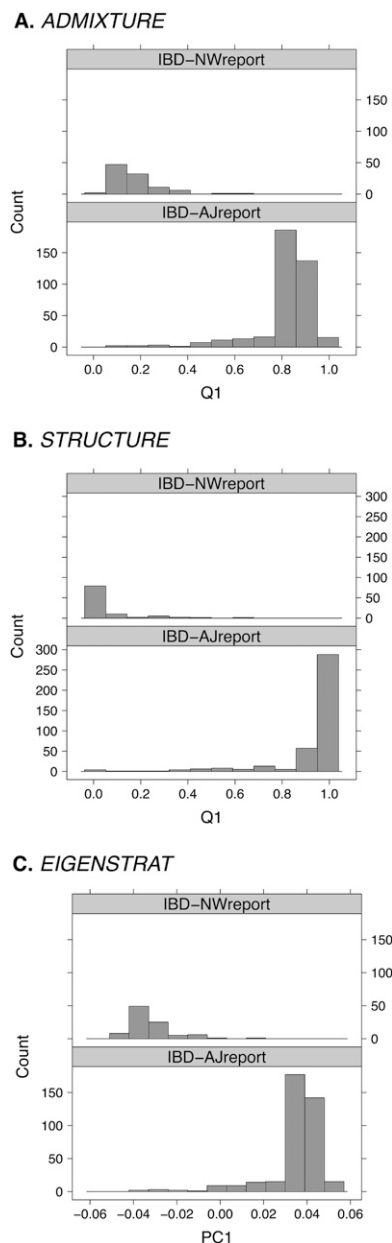 A. ADMIXTURE
IBD-NWreport
150
100
50
0
IBD-AJreport
150
100
50
0
Count
0.0 0.2 0.4 0.6 0.8 1.0
Q1
B. STRUCTURE
IBD-NWreport
300
250
200
150
100
50
0
IBD-AJreport
300
250
200
150
100
50
0
Count
0.0 0.2 0.4 0.6 0.8 1.0
Q1
C. EIGENSTRAT
IBD-NWreport
150
100
50
0
IBD-AJreport
150
100
50
0
Count
−0.06 −0.04 −0.02 0.00 0.02 0.04 0.06
PC1